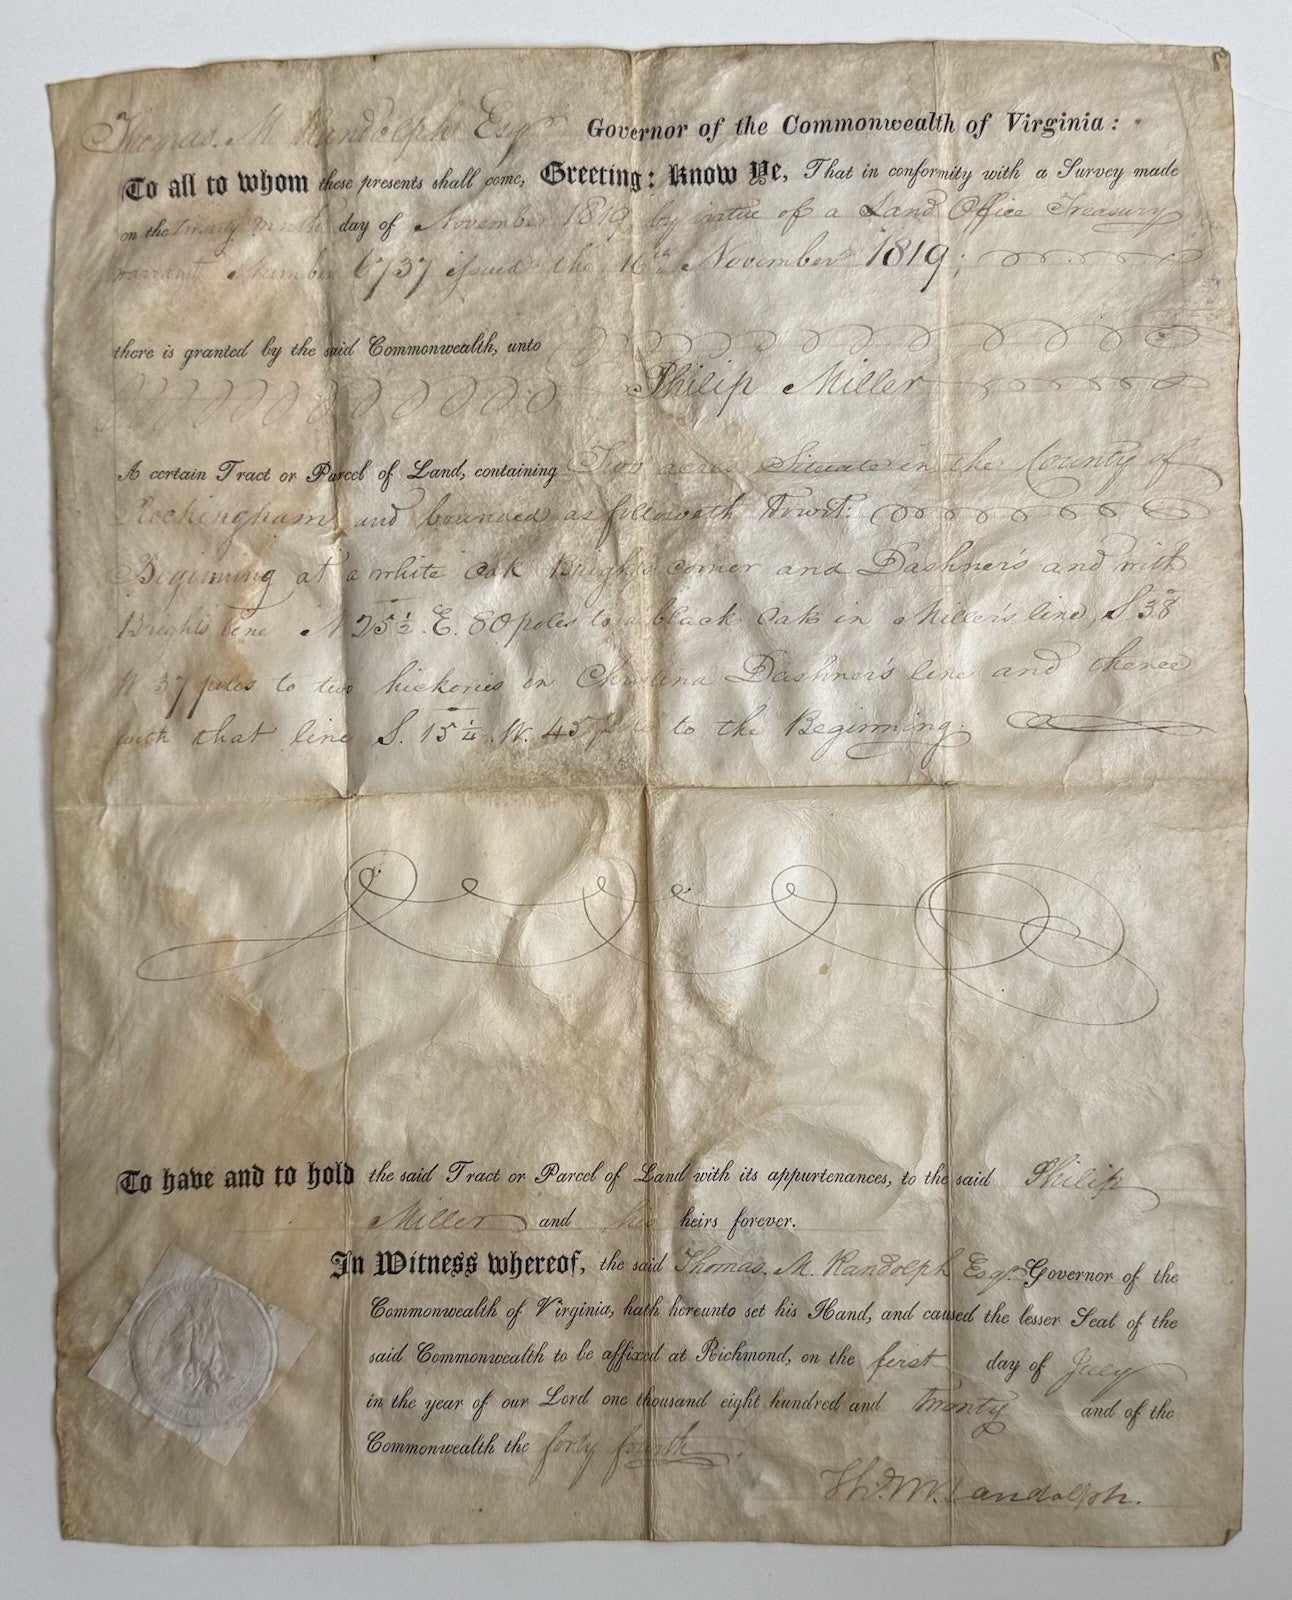 Thomas. M. Randolph Esqr Governor of the Commonwealth of Virginia:
To all to whom these presents shall come, Greeting: Know Ye, That in conformity with a Survey made
on the twenty ninth day of November 1819 by virtue of a Land Office Treasury
warrant Number 6737 issued the 16th November 1819;
there is granted by the said Commonwealth, unto
Philip Miller
A certain Tract or Parcel of Land, containing acres Situate in the County of
Rockingham and bounded as followeth Towit:
Beginning at a white Oak Bright's corner and Dashner's and with
Bright's line N 25½. E. 80 poles to a black Oak in Miller's line, S 38
W 37 poles to two hickories in Christina Dashner's line and thence
with that line S. 15¼. W. 45 poles to the Beginning.
To have and to hold the said Tract or Parcel of Land with its appurtenances, to the said Philip
Miller and his heirs forever.
In Witness whereof, the said Thomas. M. Randolph Esqr. Governor of the
Commonwealth of Virginia, hath hereunto set his Hand, and caused the lesser Seal of the
said Commonwealth to be affixed at Richmond, on the first day of July
in the year of our Lord one thousand eight hundred and Twenty and of the
Commonwealth the forty fourth.
Th. M. Randolph.